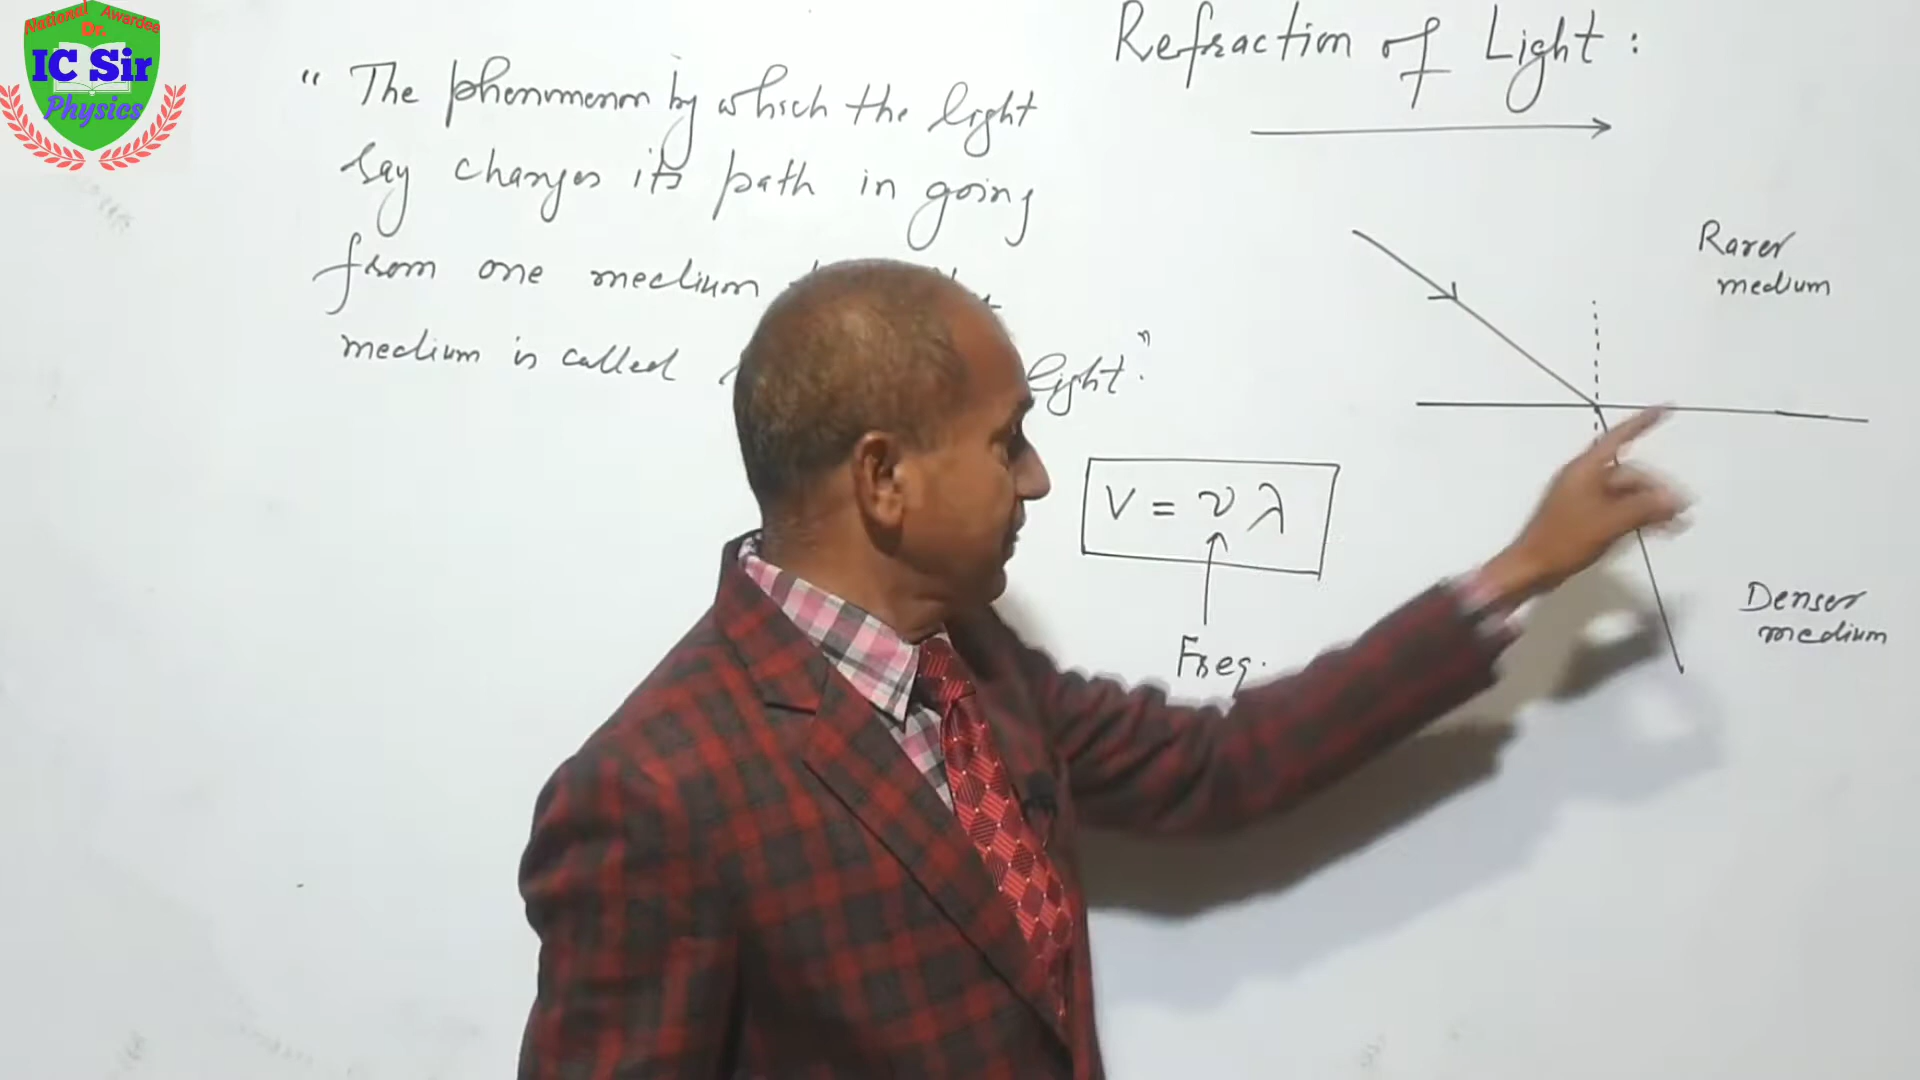 National Awardee
Dr.
IC Sir
Physics
Refraction of Light :
" The phenomenon by which the light
ray changes its path in going
from one medium
medium is called light."
Rarer
medium
V = ν λ
Freq.
Denser
medium